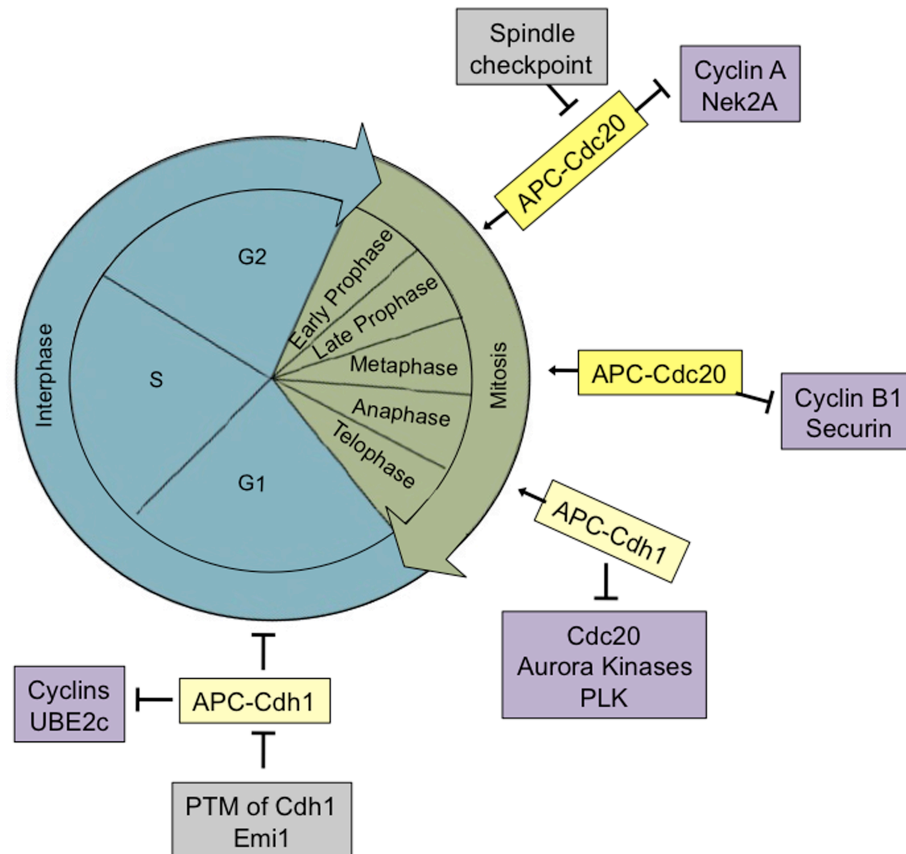 Spindle
checkpoint
Cyclin A
Nek2A
APC-Cdc20
G2
Early Prophase
Late Prophase
Interphase
S
Metaphase
Mitosis
APC-Cdc20
Anaphase
Cyclin B1
Securin
Telophase
G1
APC-Cdh1
Cdc20
Aurora Kinases
PLK
Cyclins
UBE2c
APC-Cdh1
PTM of Cdh1
Emi1